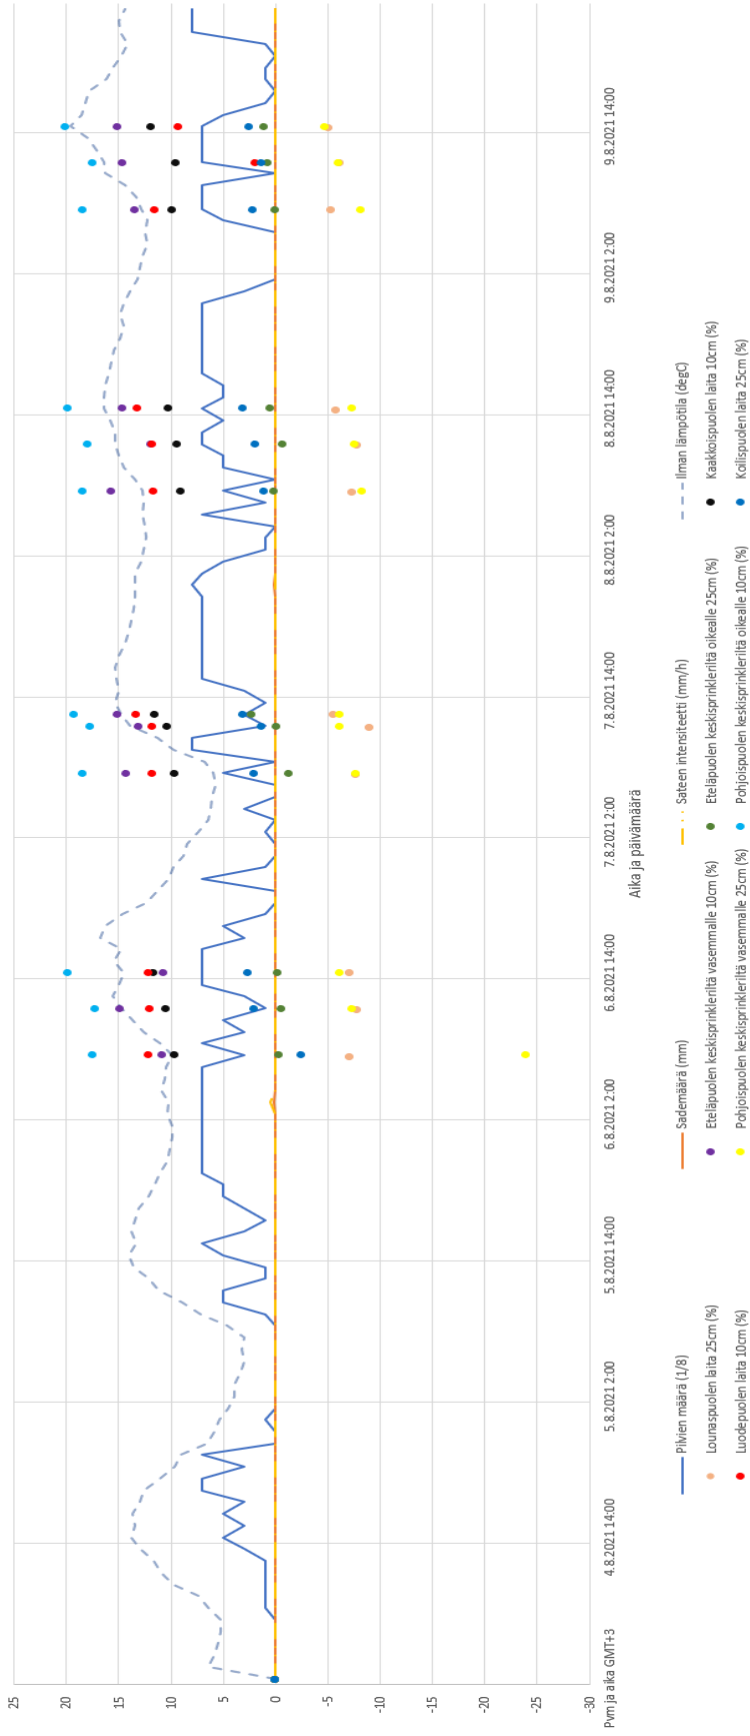 25
20
15
10
5
0
-5
-10
-15
-20
-25
-30
Pvm ja aika GMT+3
4.8.2021 14:00
5.8.2021 2:00
5.8.2021 14:00
6.8.2021 2:00
6.8.2021 14:00
7.8.2021 2:00
7.8.2021 14:00
8.8.2021 2:00
8.8.2021 14:00
9.8.2021 2:00
9.8.2021 14:00
Aika ja päivämäärä
Pilvien määrä (1/8)
Sademäärä (mm)
Sateen intensiteetti (mm/h)
Ilman lämpötila (degC)
Lounaspuolen laita 25cm (%)
Eteläpuolen keskisprinkleriltä vasemmalle 10cm (%)
Eteläpuolen keskisprinkleriltä oikealle 25cm (%)
Kaakkoispuolen laita 10cm (%)
Luodepuolen laita 10cm (%)
Pohjoispuolen keskisprinkleriltä vasemmalle 25cm (%)
Pohjoispuolen keskisprinkleriltä oikealle 10cm (%)
Koilispuolen laita 25cm (%)